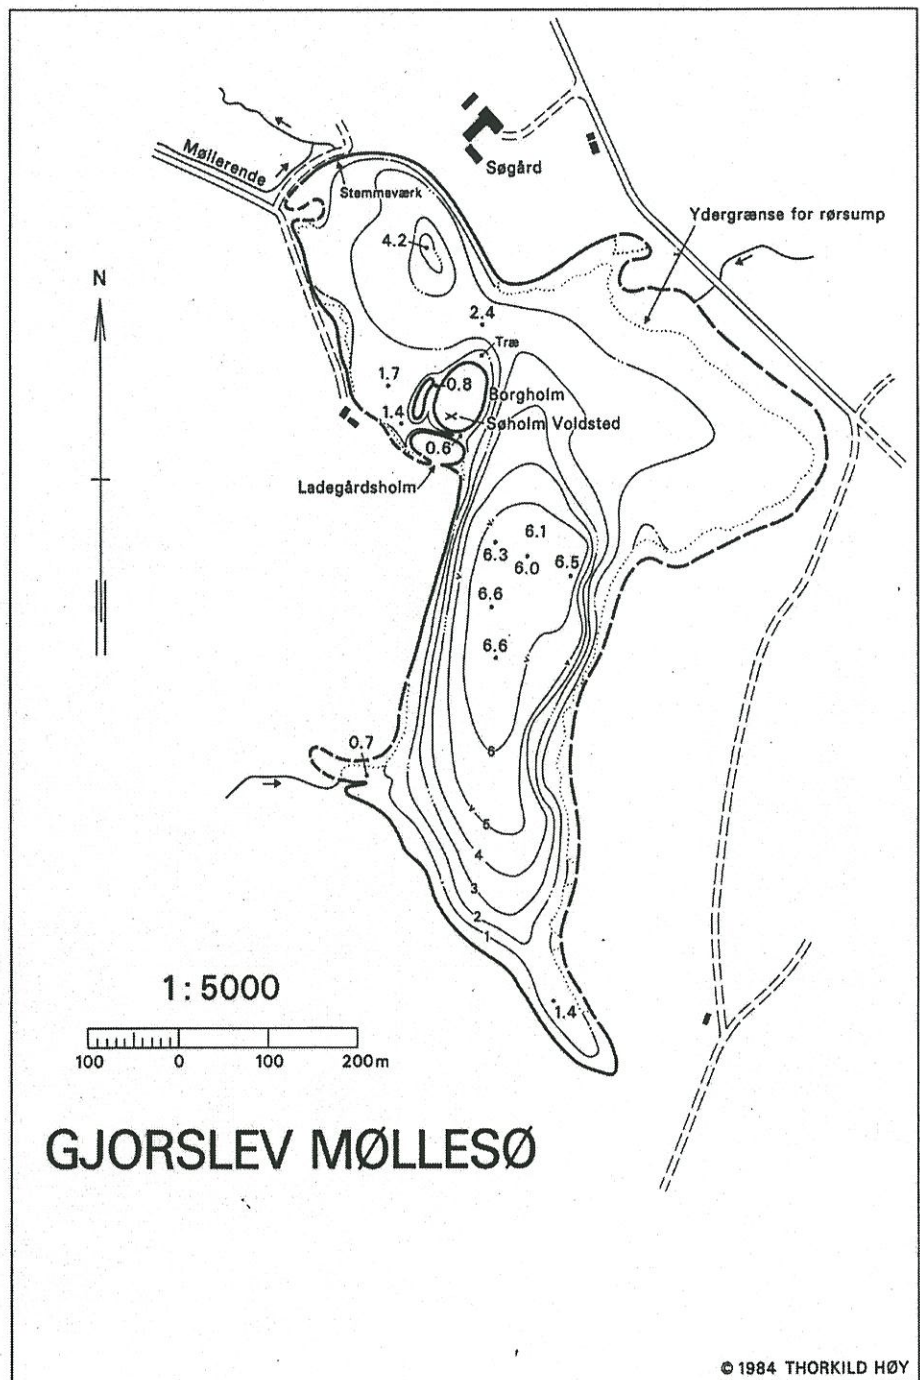 Møllerende
Stemmeværk
Søgård
Ydergrænse for rørsump
4.2
N
2.4
Træ
1.7
0.8
Borgholm
1.4
Søholm Voldsted
0.6
Ladegårdsholm
6.1
6.3
6.0
6.5
6.6
6.6
0.7
6
5
4
3
2
1
1.4
1:5000
100 0 100 200m
GJORSLEV MØLLESØ
© 1984 THORKILD HØY